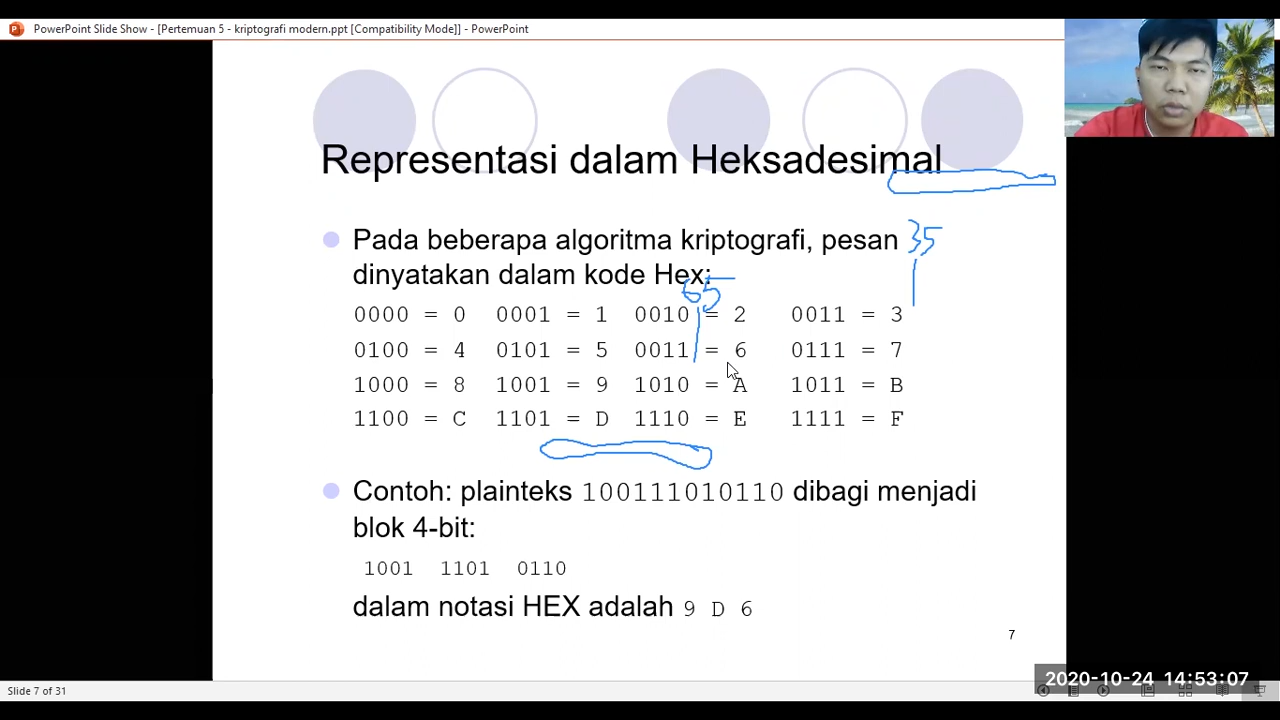 PowerPoint Slide Show - [Pertemuan 5 - kriptografi modern.ppt [Compatibility Mode]] - PowerPoint
Representasi dalam Heksadesimal
Pada beberapa algoritma kriptografi, pesan 35
dinyatakan dalam kode Hex:
65
0000 = 0 0001 = 1 0010 = 2 0011 = 3
0100 = 4 0101 = 5 0011 = 6 0111 = 7
1000 = 8 1001 = 9 1010 = A 1011 = B
1100 = C 1101 = D 1110 = E 1111 = F
Contoh: plainteks 100111010110 dibagi menjadi
blok 4-bit:
1001 1101 0110
dalam notasi HEX adalah 9 D 6
7
2020-10-24 14:53:07
Slide 7 of 31